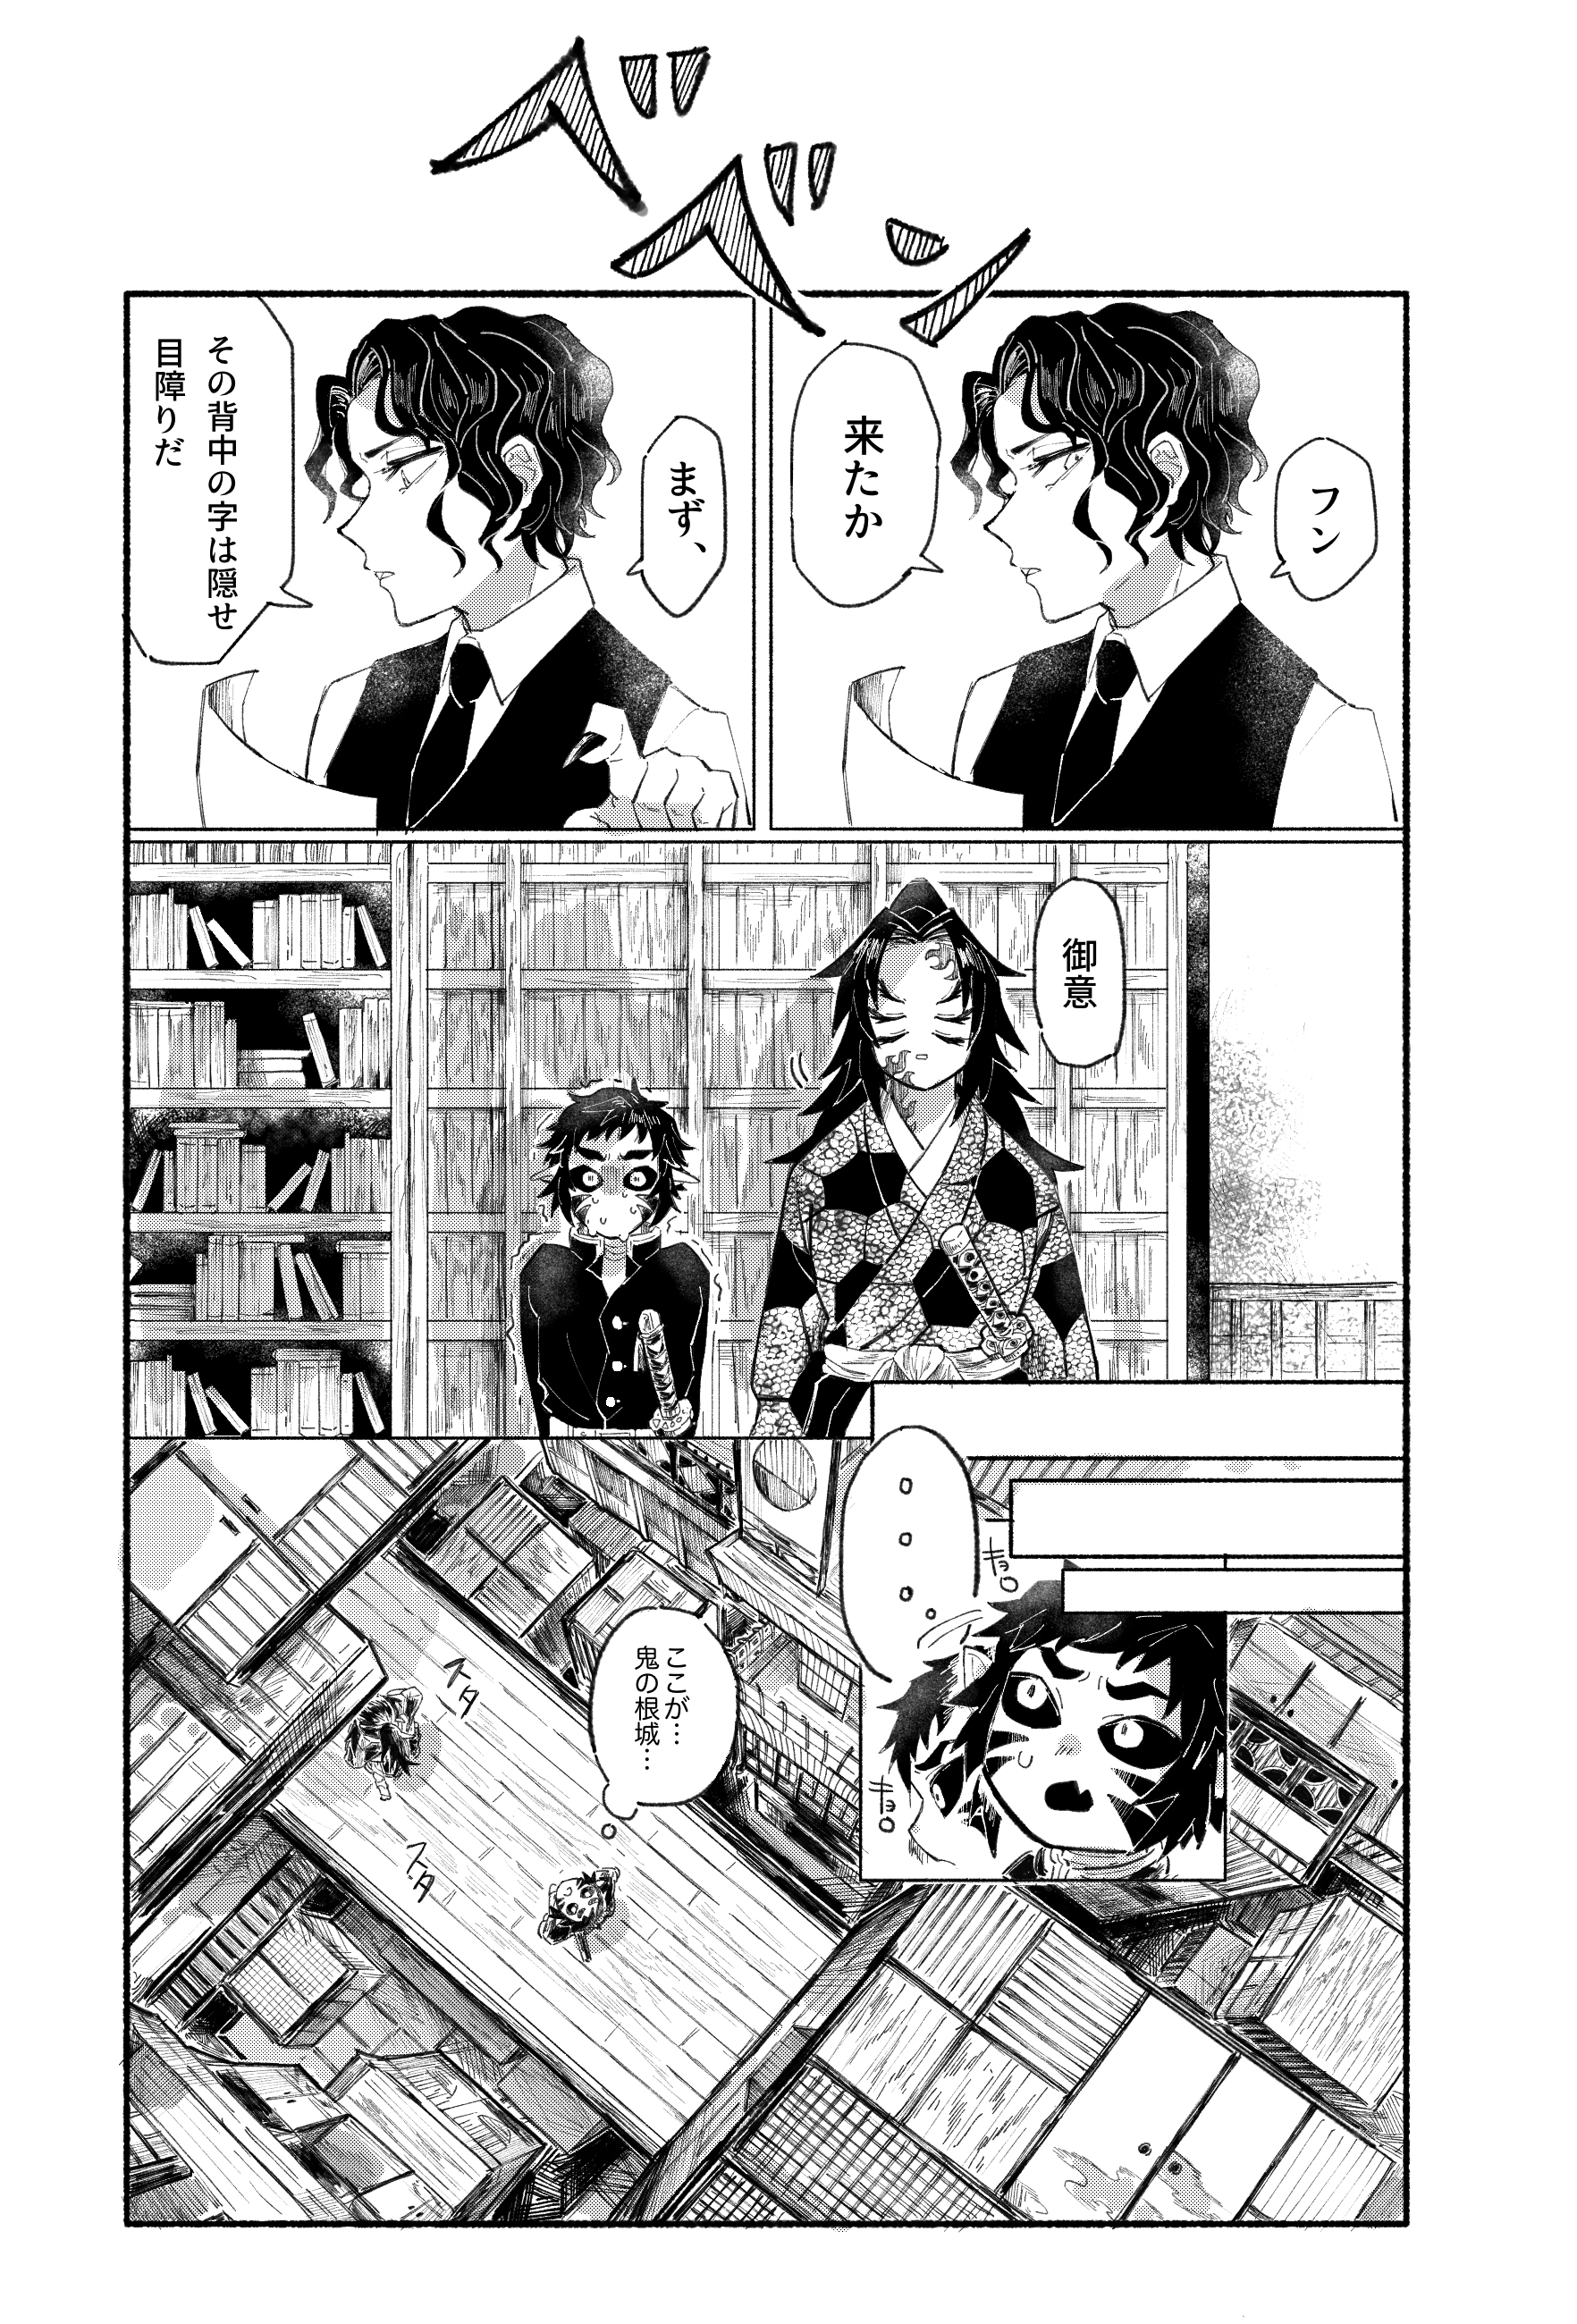 ベベン
フン
来たか
まず、
その背中の字は隠せ
目障りだ
御意
。。。
キョロ
キョロ
ここが…
鬼の根城…
スタ
スタ